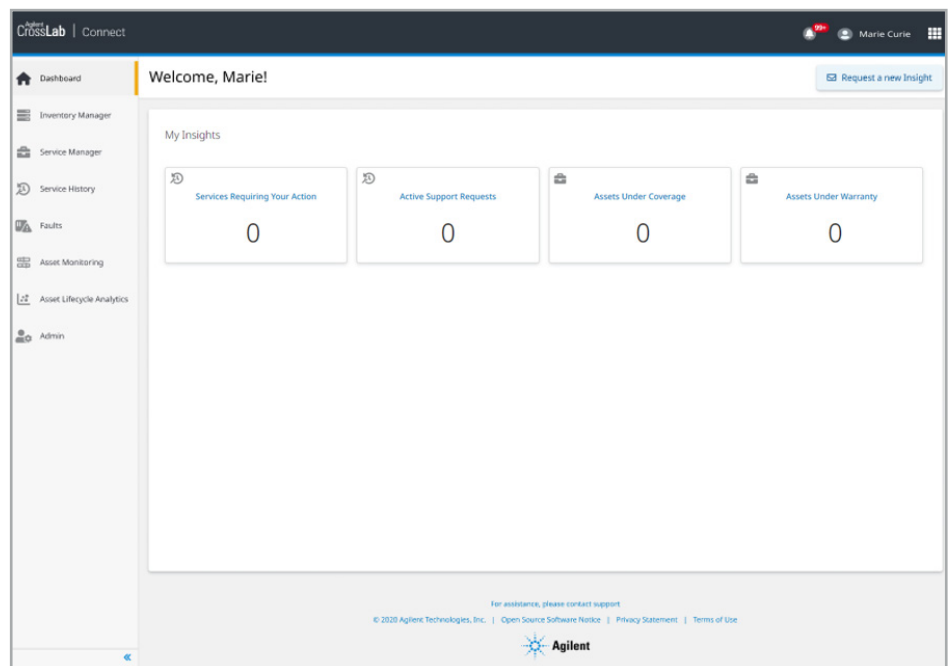 Agilent
CrossLab | Connect
99+
Marie Curie
Dashboard
Inventory Manager
Service Manager
Service History
Faults
Asset Monitoring
Asset Lifecycle Analytics
Admin
Welcome, Marie!
Request a new Insight
My Insights
Services Requiring Your Action
0
Active Support Requests
0
Assets Under Coverage
0
Assets Under Warranty
0
For assistance, please contact support
© 2020 Agilent Technologies, Inc. | Open Source Software Notice | Privacy Statement | Terms of Use
Agilent